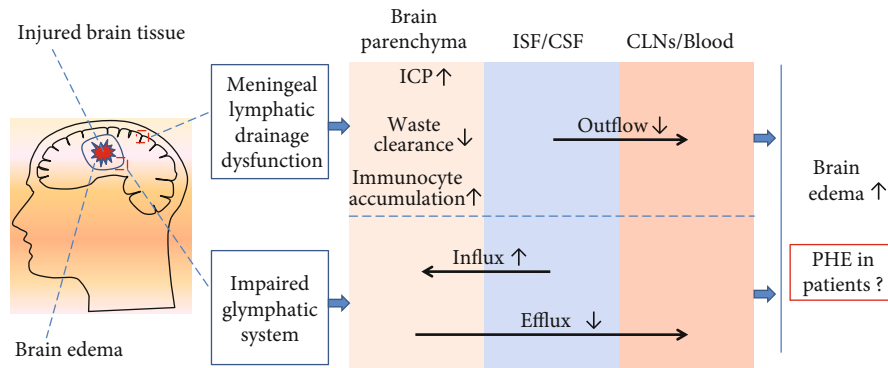 Injured brain tissue
Brain edema
Meningeal
lymphatic
drainage
dysfunction
Impaired
glymphatic
system
Brain
parenchyma
ISF/CSF
CLNs/Blood
ICP ↑
Waste
clearance ↓
Immunocyte
accumulation ↑
Outflow ↓
Influx ↑
Efflux ↓
Brain
edema ↑
PHE in
patients ?